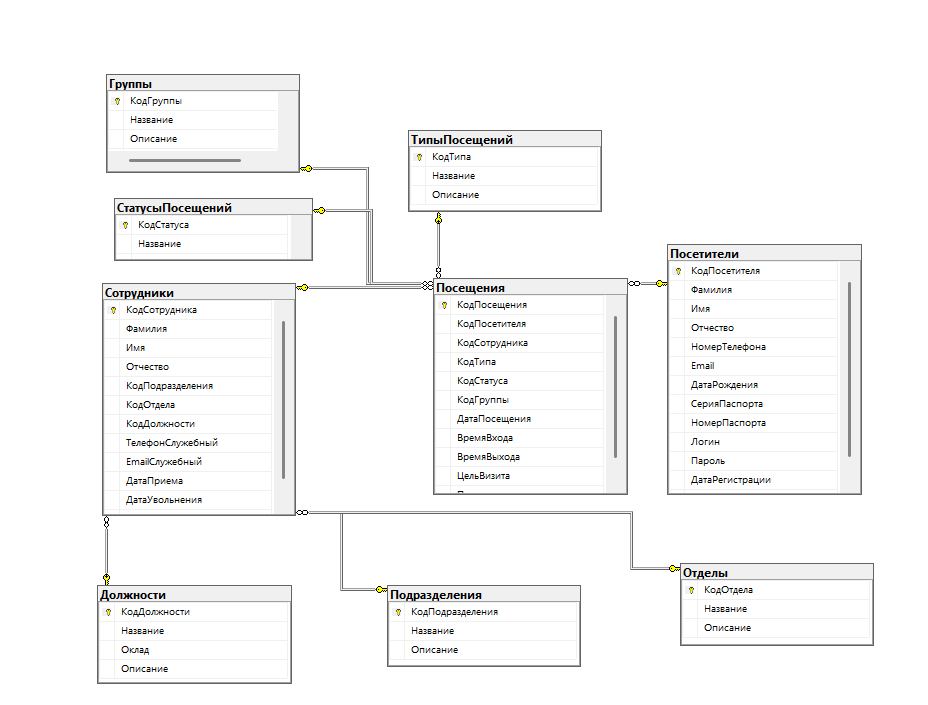 Группы
КодГруппы
Название
Описание
ТипыПосещений
КодТипа
Название
Описание
СтатусыПосещений
КодСтатуса
Название
Посетители
КодПосетителя
Фамилия
Имя
Отчество
НомерТелефона
Email
ДатаРождения
СерияПаспорта
НомерПаспорта
Логин
Пароль
ДатаРегистрации
Посещения
КодПосещения
КодПосетителя
КодСотрудника
КодТипа
КодСтатуса
КодГруппы
ДатаПосещения
ВремяВхода
ВремяВыхода
ЦельВизита
Сотрудники
КодСотрудника
Фамилия
Имя
Отчество
КодПодразделения
КодОтдела
КодДолжности
ТелефонСлужебный
EmailСлужебный
ДатаПриема
ДатаУвольнения
Должности
КодДолжности
Название
Оклад
Описание
Подразделения
КодПодразделения
Название
Описание
Отделы
КодОтдела
Название
Описание